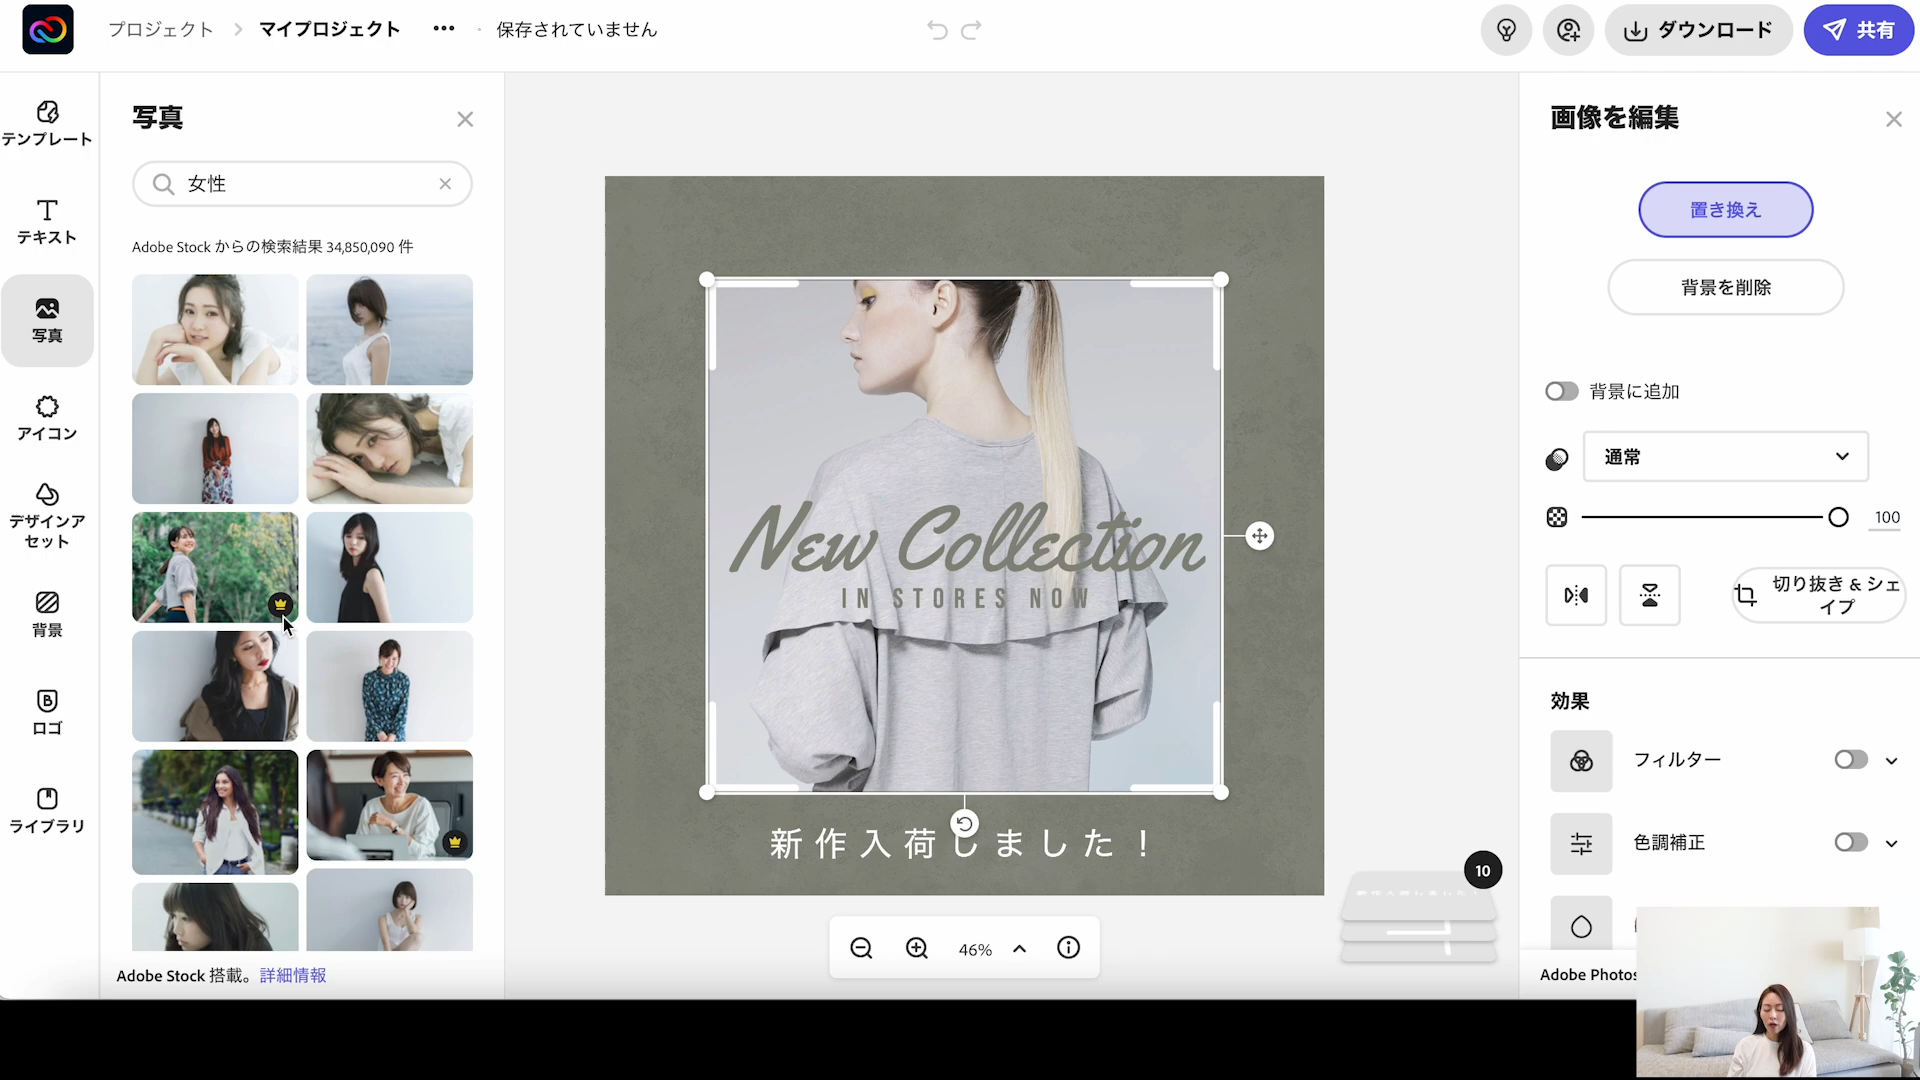 プロジェクト
マイプロジェクト
保存されていません
ダウンロード
共有
テンプレート
テキスト
写真
アイコン
デザインア
セット
背景
ロゴ
ライブラリ
写真
女性
Adobe Stock からの検索結果 34,850,090 件
Adobe Stock 搭載。詳細情報
New Collection
IN STORES NOW
新作入荷しました！
46%
10
画像を編集
置き換え
背景を削除
背景に追加
通常
100
切り抜き & シェ
イプ
効果
フィルター
色調補正
Adobe